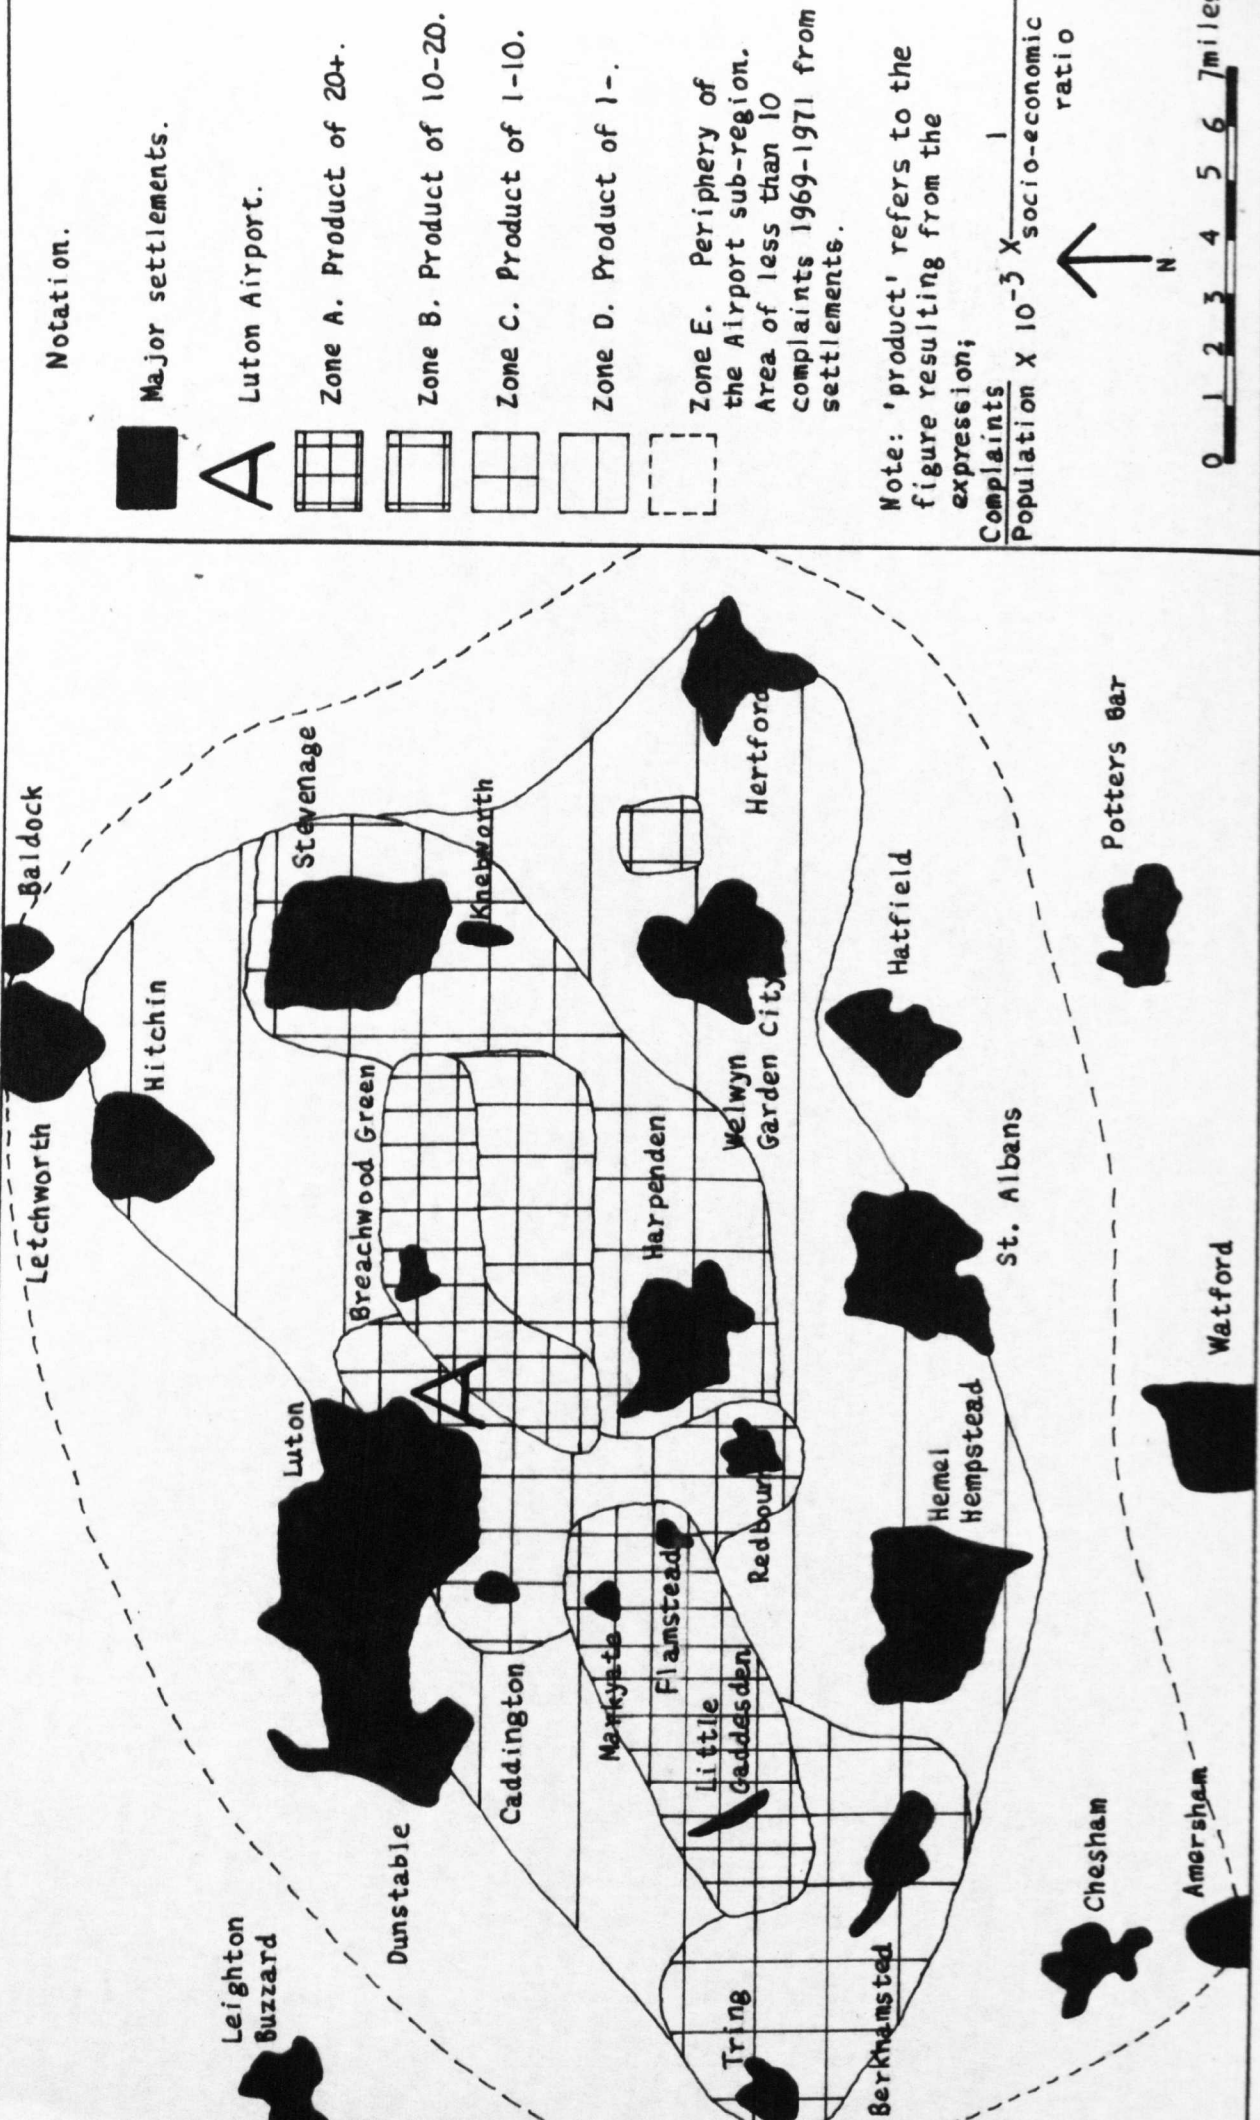 Notation.
Major settlements.
A
Luton Airport.
Zone A. Product of 20+.
Zone B. Product of 10-20.
Zone C. Product of 1-10.
Zone D. Product of 1-.
Zone E. Periphery of
the Airport sub-region.
Area of less than 10
complaints 1969-1971 from
settlements.
Note: 'product' refers to the
figure resulting from the
expression;
Complaints
Population X 10-3 X 1
socio-economic
ratio
N
0 1 2 3 4 5 6 7miles
Baldock
Letchworth
Hitchin
Stevenage
Knebworth
Breachwood Green
Luton
A
Leighton
Buzzard
Dunstable
Caddington
Markyate
Flamstead
Little
Gaddesden
Redbourn
Harpenden
Welwyn
Garden City
Hertford
Hatfield
Potters Bar
St. Albans
Hemel
Hempstead
Watford
Tring
Berkhamsted
Chesham
Amersham